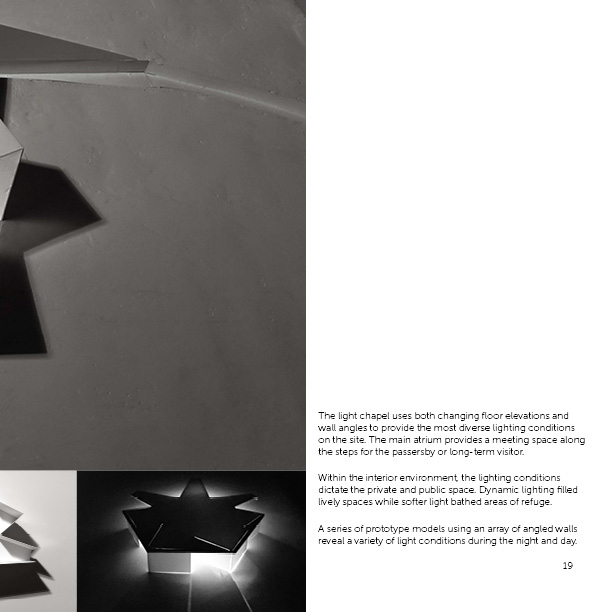 The light chapel uses both changing floor elevations and
wall angles to provide the most diverse lighting conditions
on the site. The main atrium provides a meeting space along
the steps for the passersby or long-term visitor.
Within the interior environment, the lighting conditions
dictate the private and public space. Dynamic lighting filled
lively spaces while softer light bathed areas of refuge.
A series of prototype models using an array of angled walls
reveal a variety of light conditions during the night and day.
19